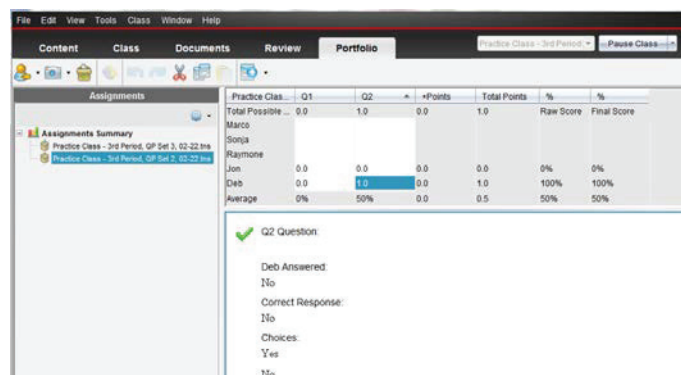 File Edit View Tools Class Window Help
Content Class Documents Review Portfolio Practice Class - 3rd Period Pause Class
Assignments
Assignments Summary
Practice Class - 3rd Period, QP Set 3, 02-22.tns
Practice Class - 3rd Period, QP Set 2, 02-22.tns
Practice Clas... Q1 Q2 +Points Total Points % %
Total Possible ... 0.0 1.0 0.0 1.0 Raw Score Final Score
Marco
Sonja
Raymone
Jon 0.0 0.0 0.0 0.0 0% 0%
Deb 0.0 1.0 0.0 1.0 100% 100%
Average 0% 50% 0.0 0.5 50% 50%
Q2 Question:
Deb Answered:
No
Correct Response:
No
Choices:
Yes
No